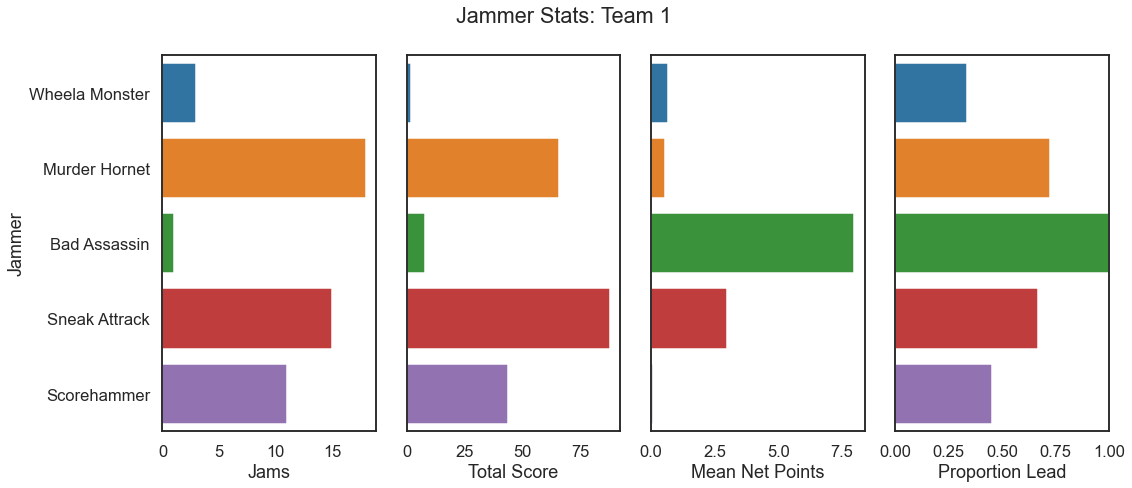 Jammer Stats: Team 1
Jammer
Wheela Monster
Murder Hornet
Bad Assassin
Sneak Attrack
Scorehammer
0 5 10 15
Jams
0 25 50 75
Total Score
0.0 2.5 5.0 7.5
Mean Net Points
0.00 0.25 0.50 0.75 1.00
Proportion Lead